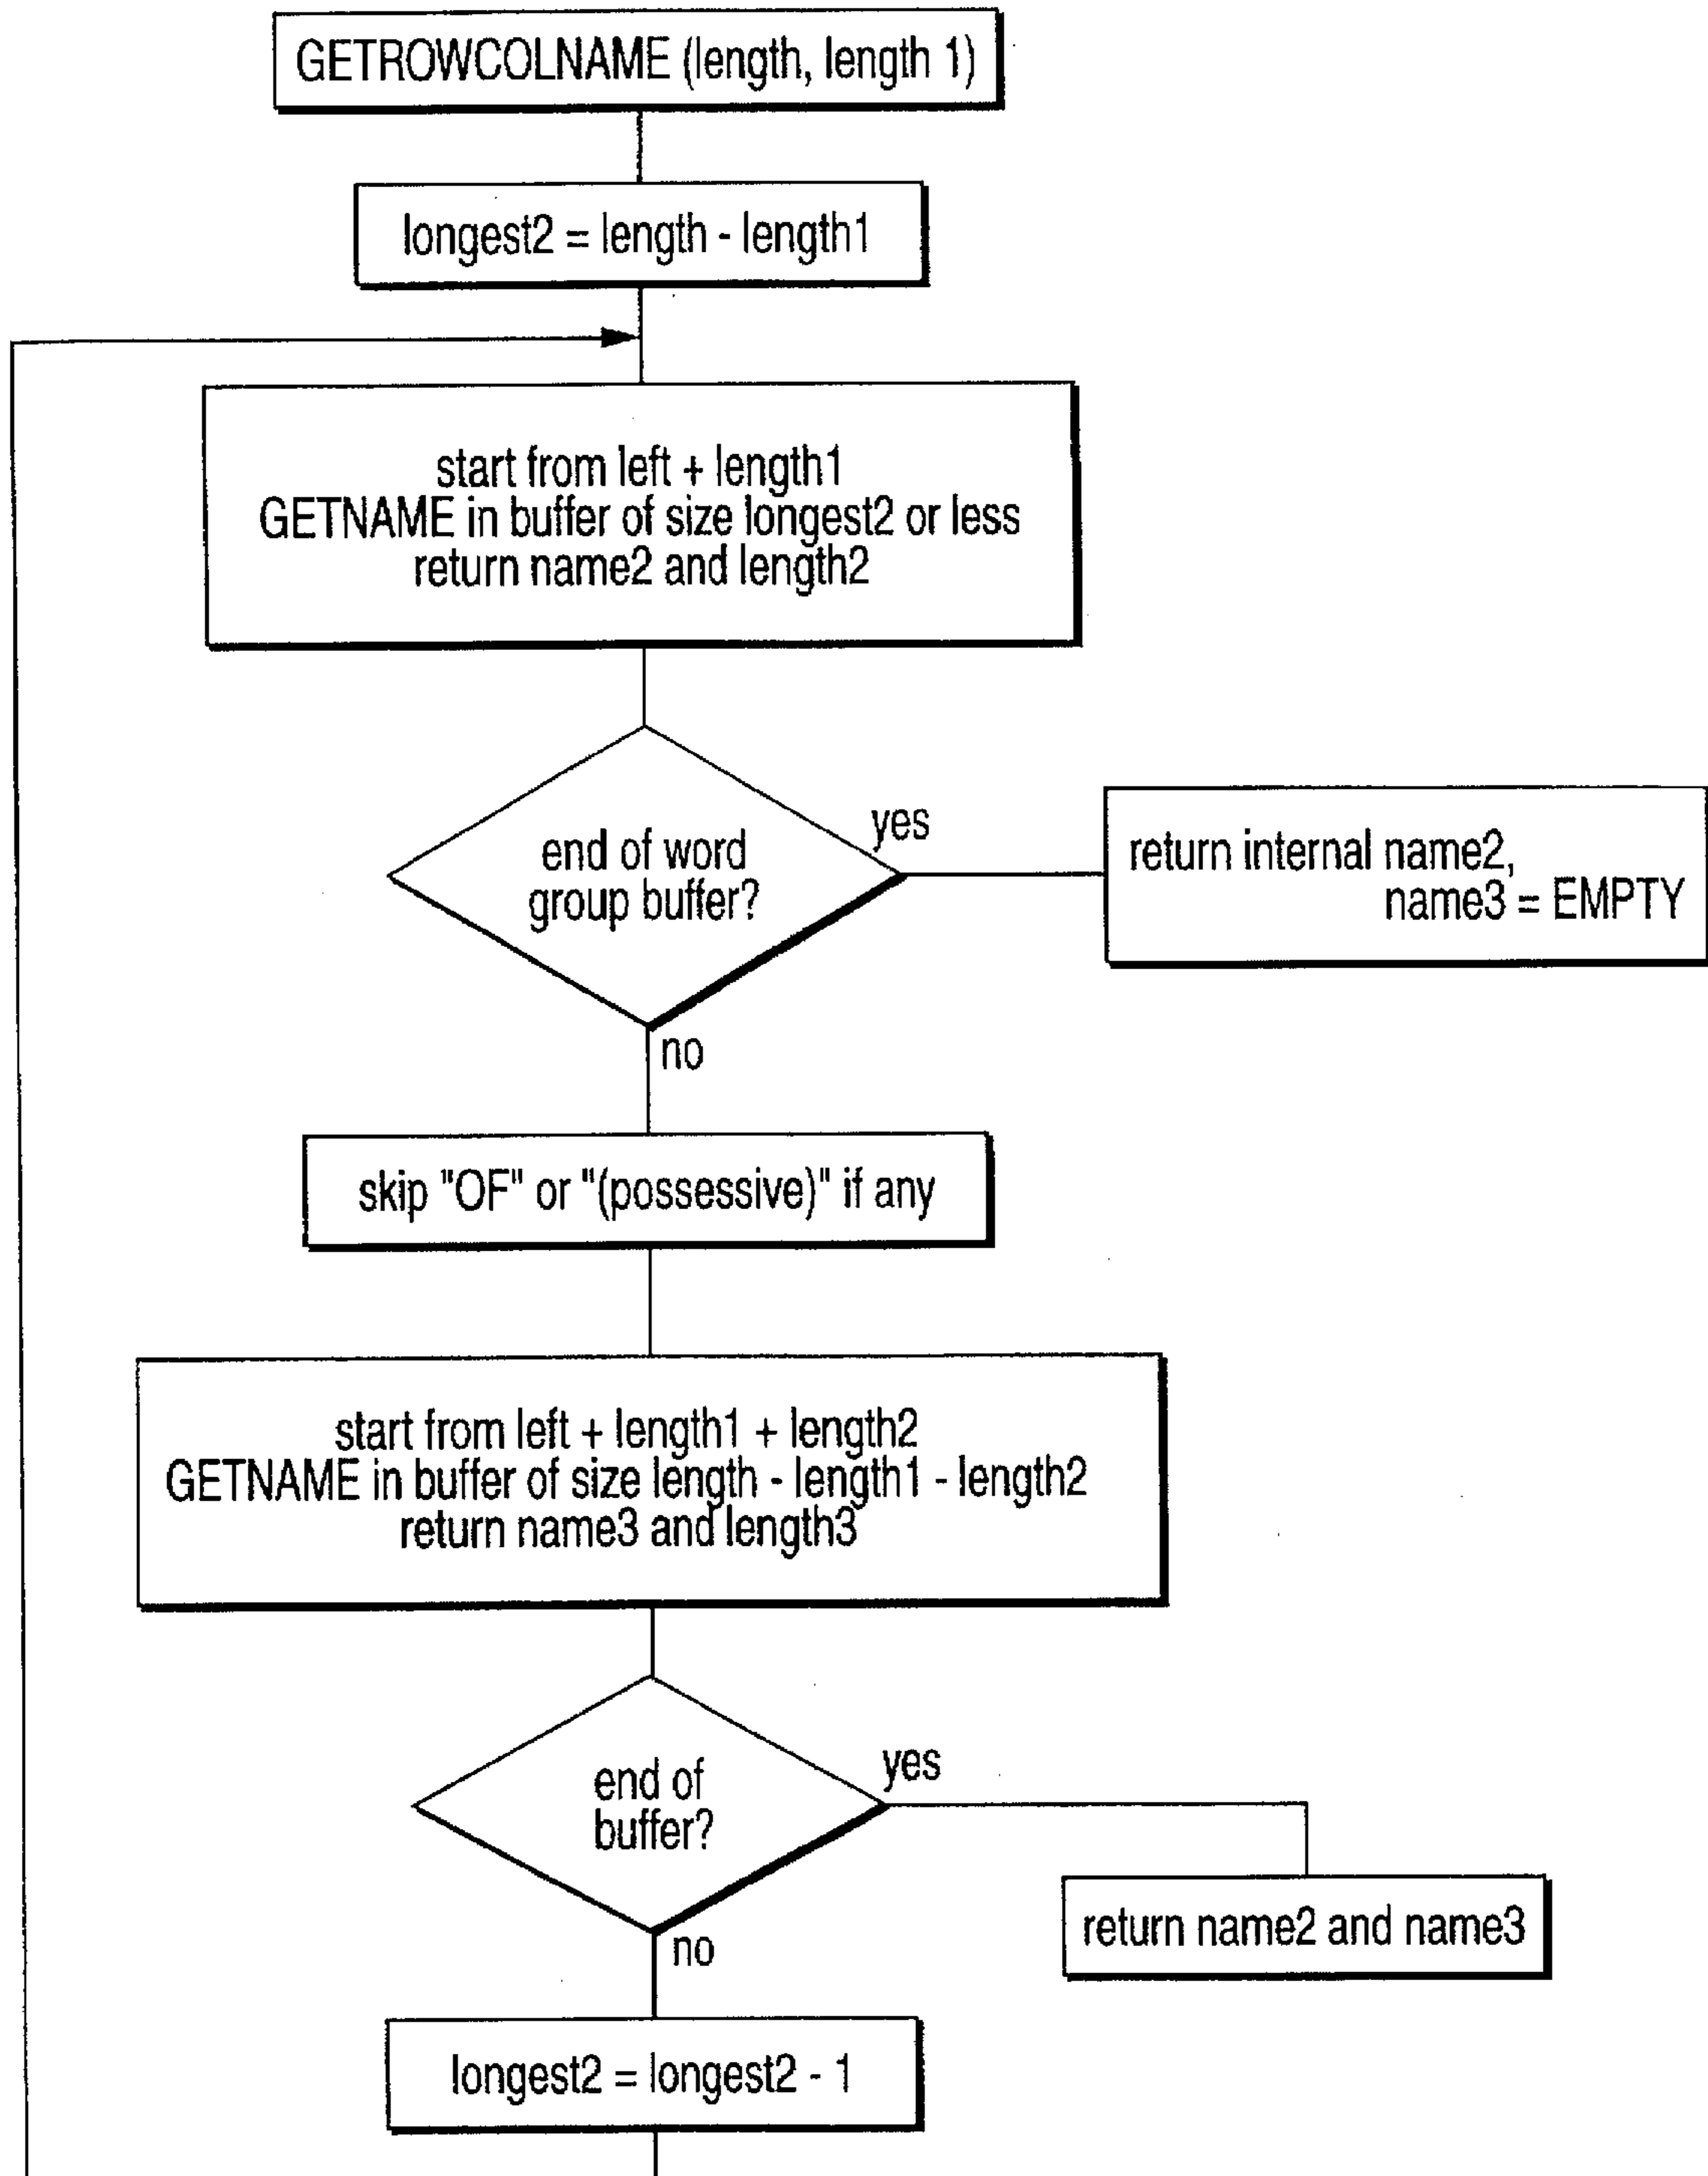 GETROWCOLNAME (length, length 1)
longest2 = length - length1
start from left + length1
GETNAME in buffer of size longest2 or less
return name2 and length2
end of word
group buffer?
yes
return internal name2,
name3 = EMPTY
no
skip "OF" or "(possessive)" if any
start from left + length1 + length2
GETNAME in buffer of size length - length1 - length2
return name3 and length3
end of
buffer?
yes
return name2 and name3
no
longest2 = longest2 - 1